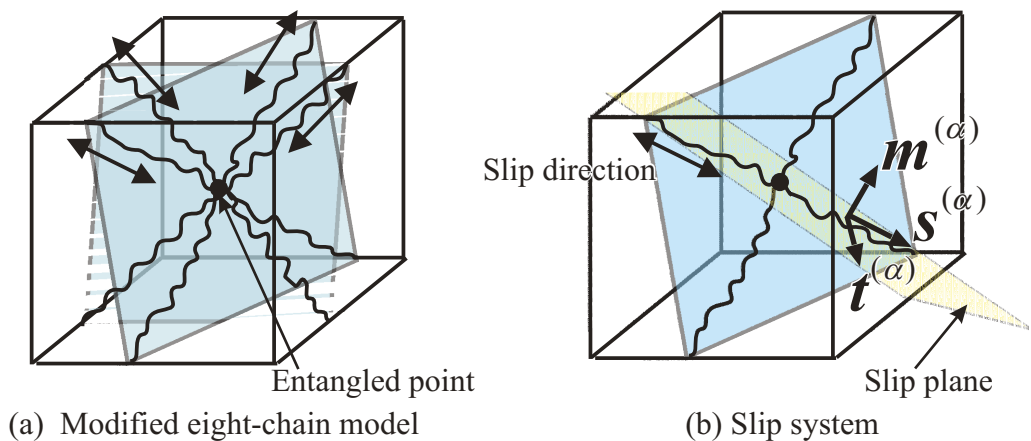 Entangled point
(a) Modified eight-chain model
Slip direction
m(α)
s(α)
t(α)
Slip plane
(b) Slip system